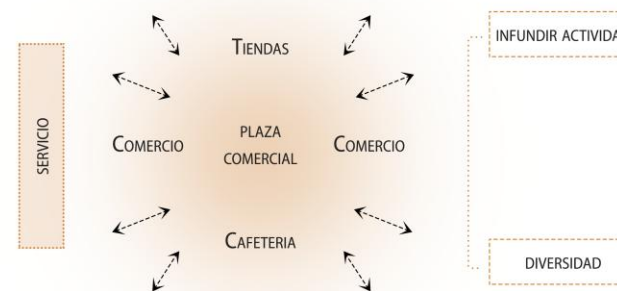 TIENDAS
INFUNDIR ACTIVIDA
SERVICIO
COMERCIO
PLAZA
COMERCIAL
COMERCIO
CAFETERIA
DIVERSIDAD